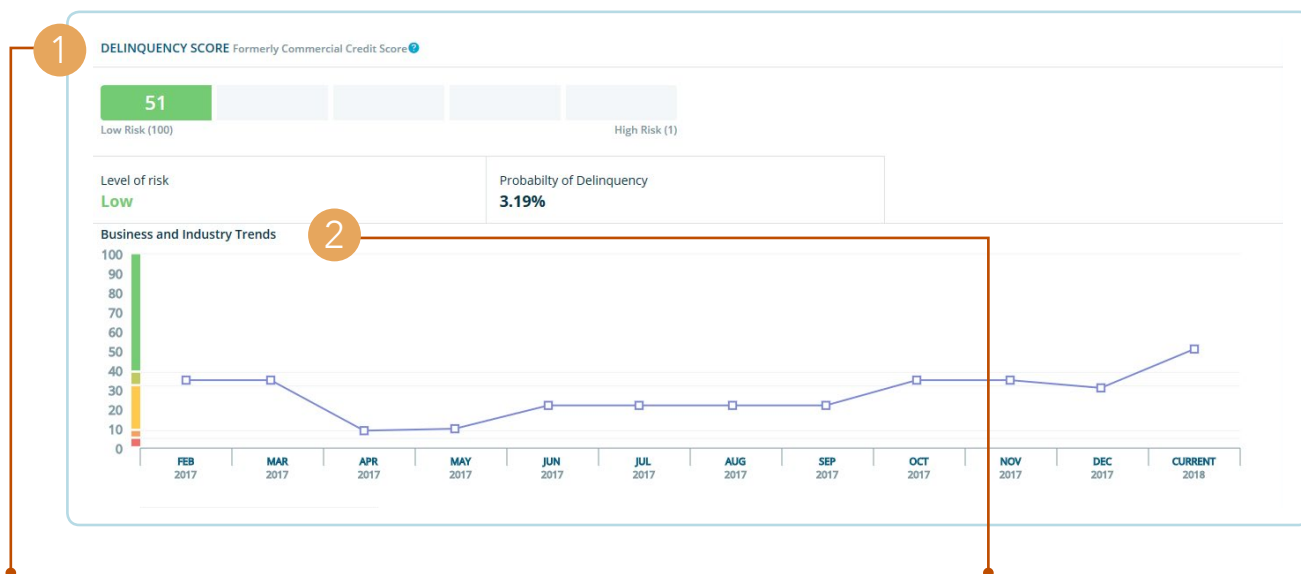 1
DELINQUENCY SCORE Formerly Commercial Credit Score ?
51
Low Risk (100) High Risk (1)
Level of risk Probabilty of Delinquency
Low 3.19%
Business and Industry Trends 2
100
90
80
70
60
50
40
30
20
10
0
FEB MAR APR MAY JUN JUL AUG SEP OCT NOV DEC CURRENT
2017 2017 2017 2017 2017 2017 2017 2017 2017 2017 2017 2018